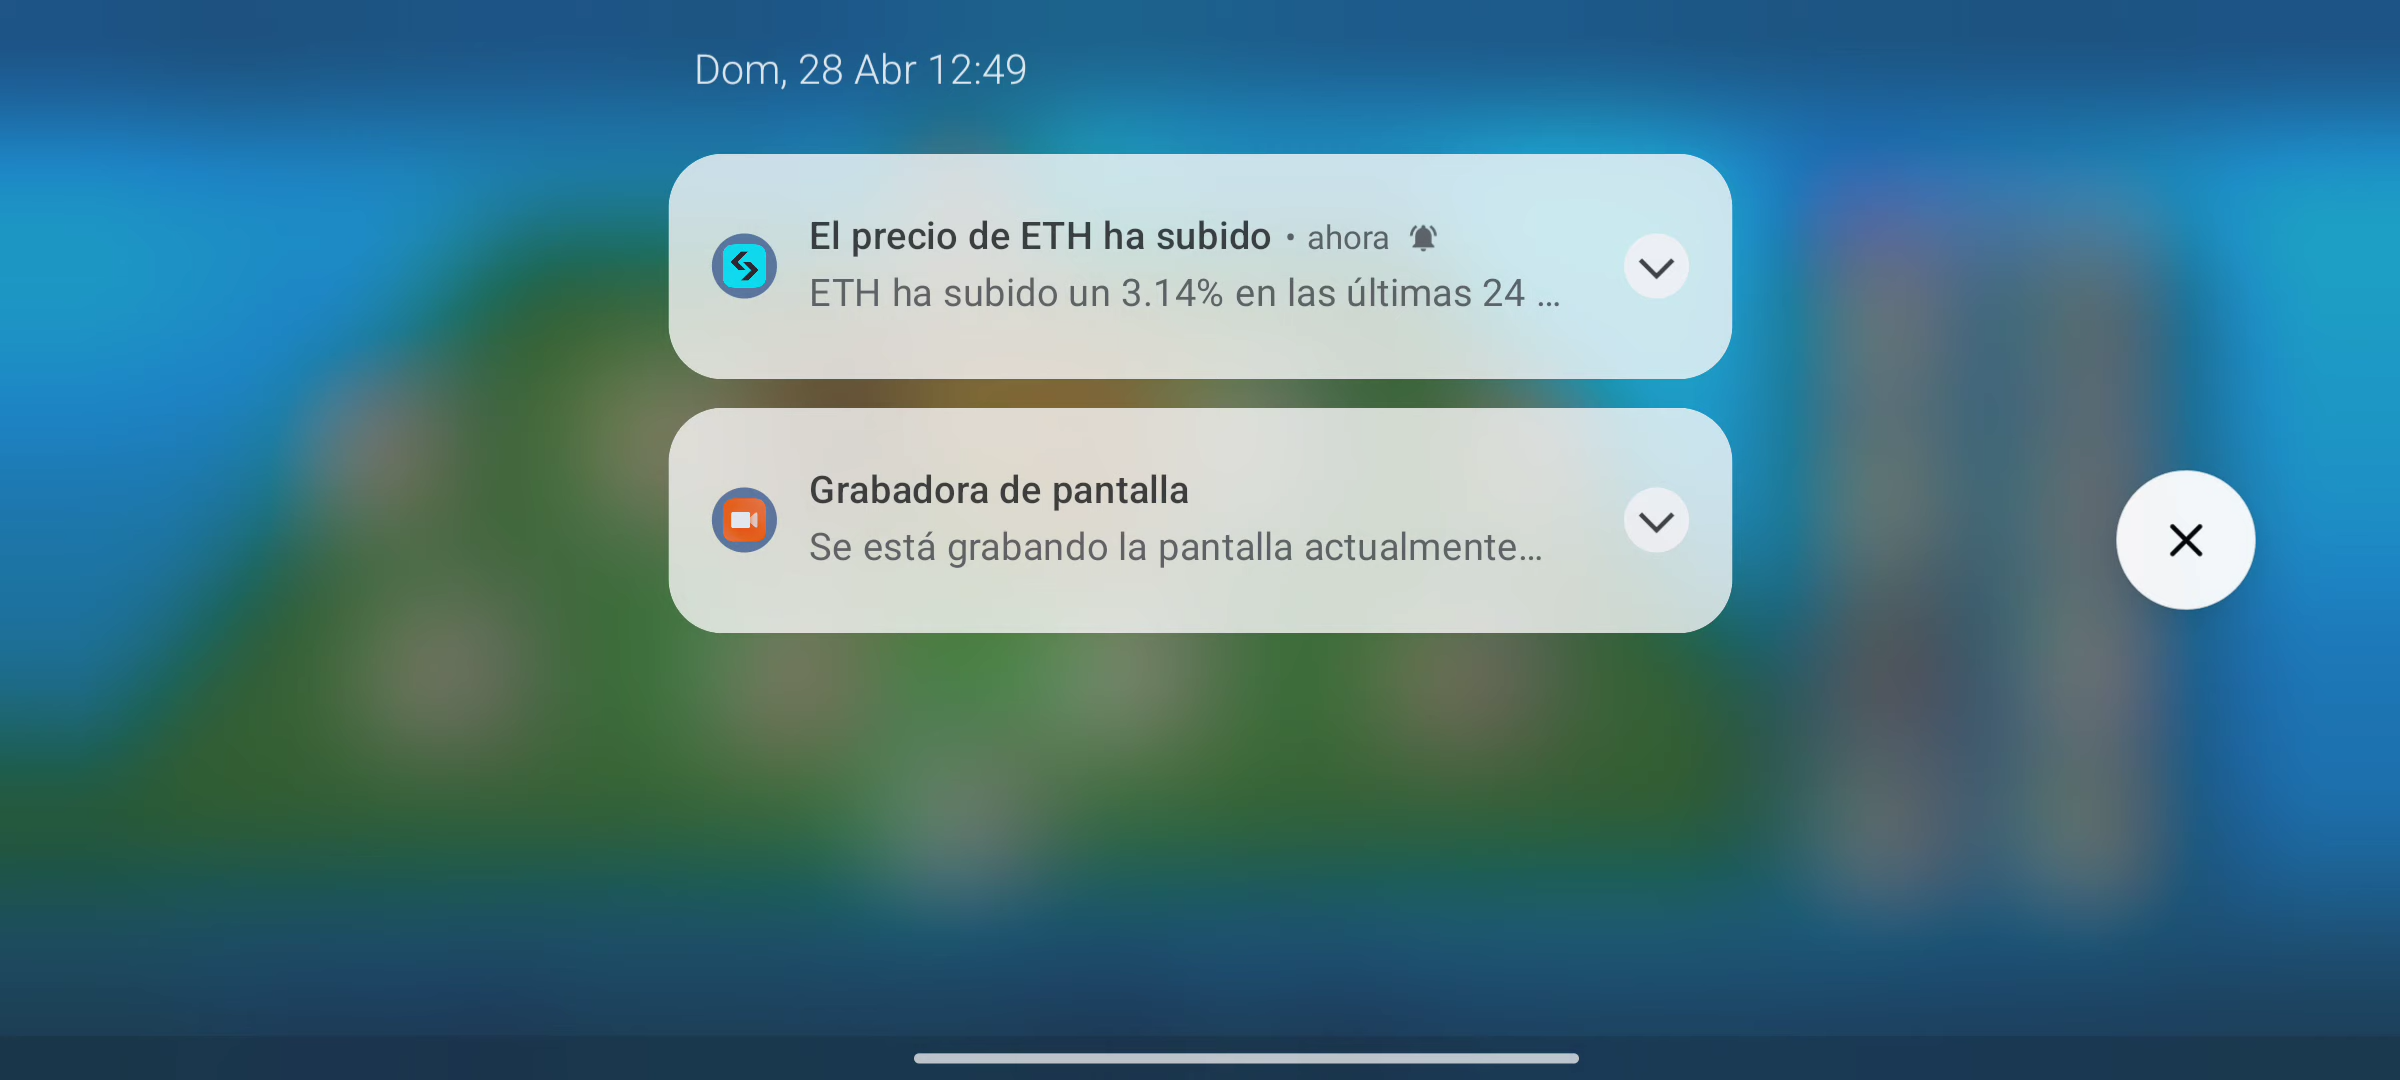 Dom, 28 Abr 12:49
El precio de ETH ha subido • ahora
ETH ha subido un 3.14% en las últimas 24 ...
Grabadora de pantalla
Se está grabando la pantalla actualmente...